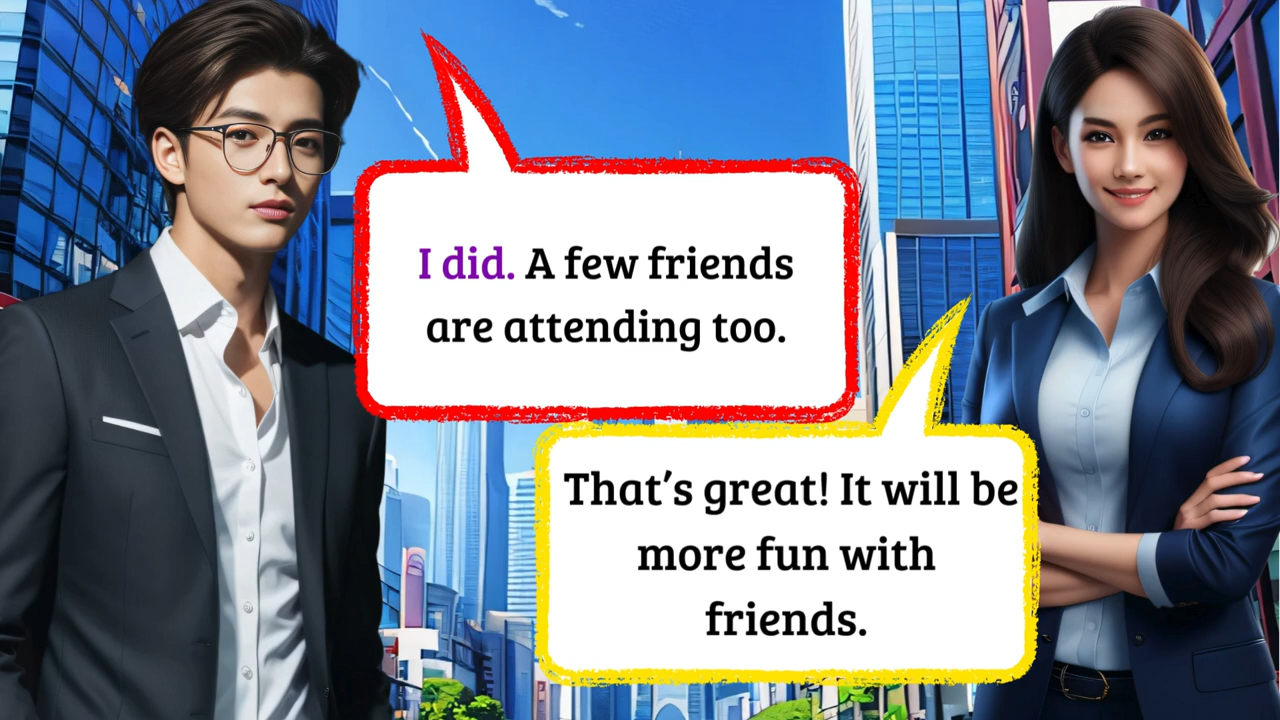 I did. A few friends
are attending too.
That's great! It will be
more fun with
friends.